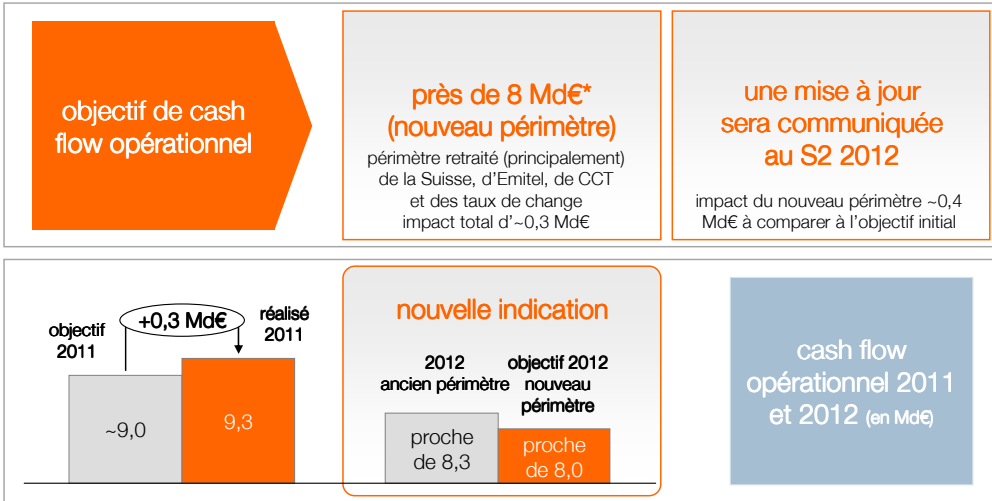 objectif de cash
flow opérationnel
près de 8 Md€*
(nouveau périmètre)
périmètre retraité (principalement)
de la Suisse, d'Emitel, de CCT
et des taux de change
impact total d'~0,3 Md€
une mise à jour
sera communiquée
au S2 2012
impact du nouveau périmètre ~0,4
Md€ à comparer à l'objectif initial
objectif
2011
+0,3 Md€
réalisé
2011
~9,0
9,3
nouvelle indication
2012
ancien périmètre
objectif 2012
nouveau
périmètre
proche
de 8,3
proche
de 8,0
cash flow
opérationnel 2011
et 2012 (en Md€)